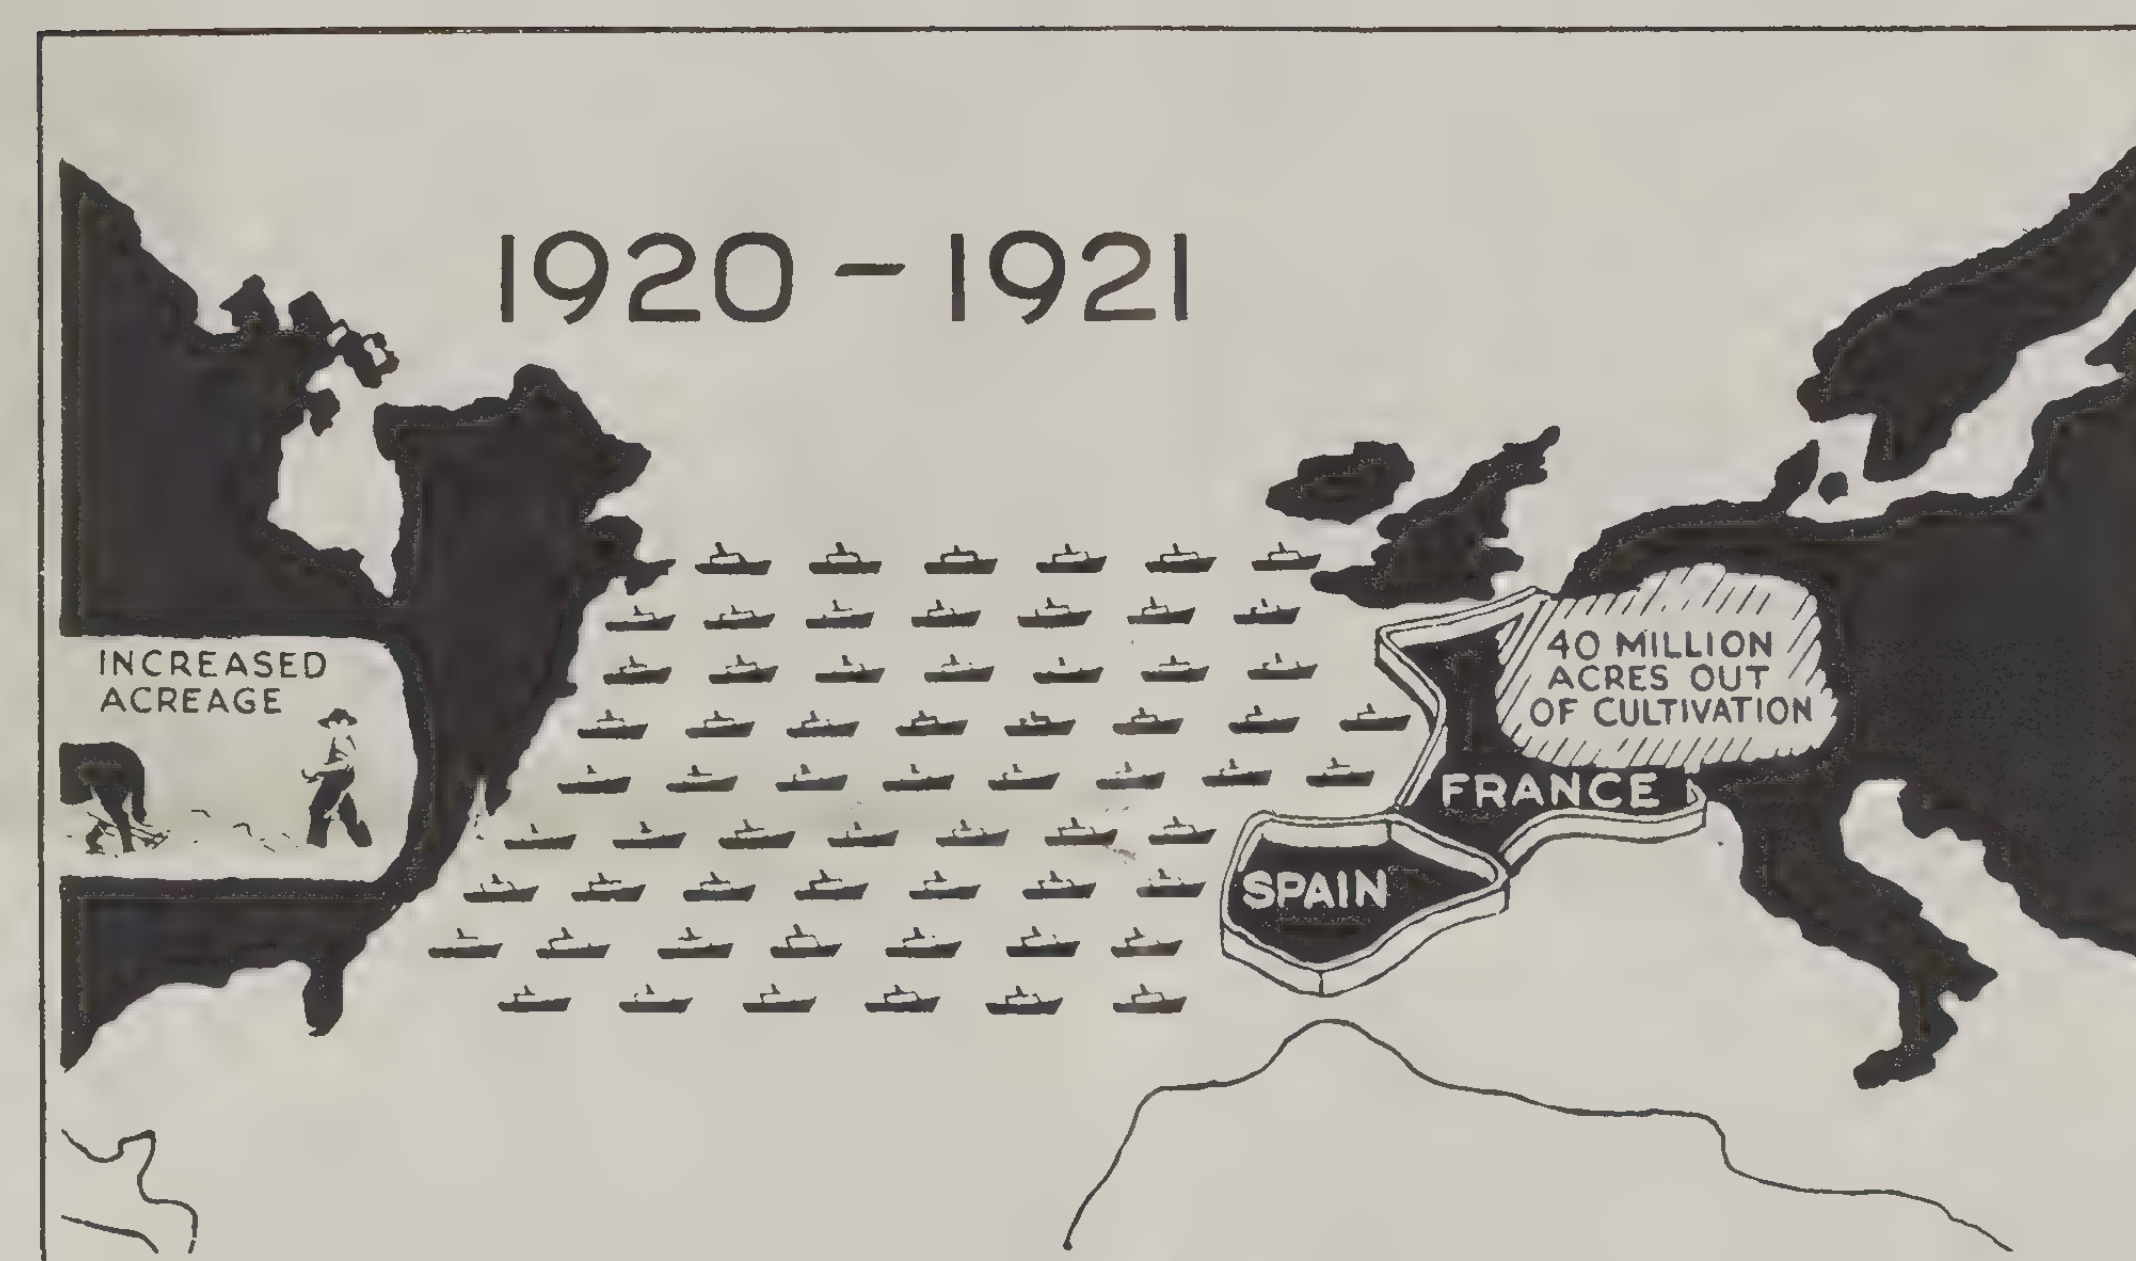 1920 - 1921
INCREASED
ACREAGE
40 MILLION
ACRES OUT
OF CULTIVATION
FRANCE
SPAIN